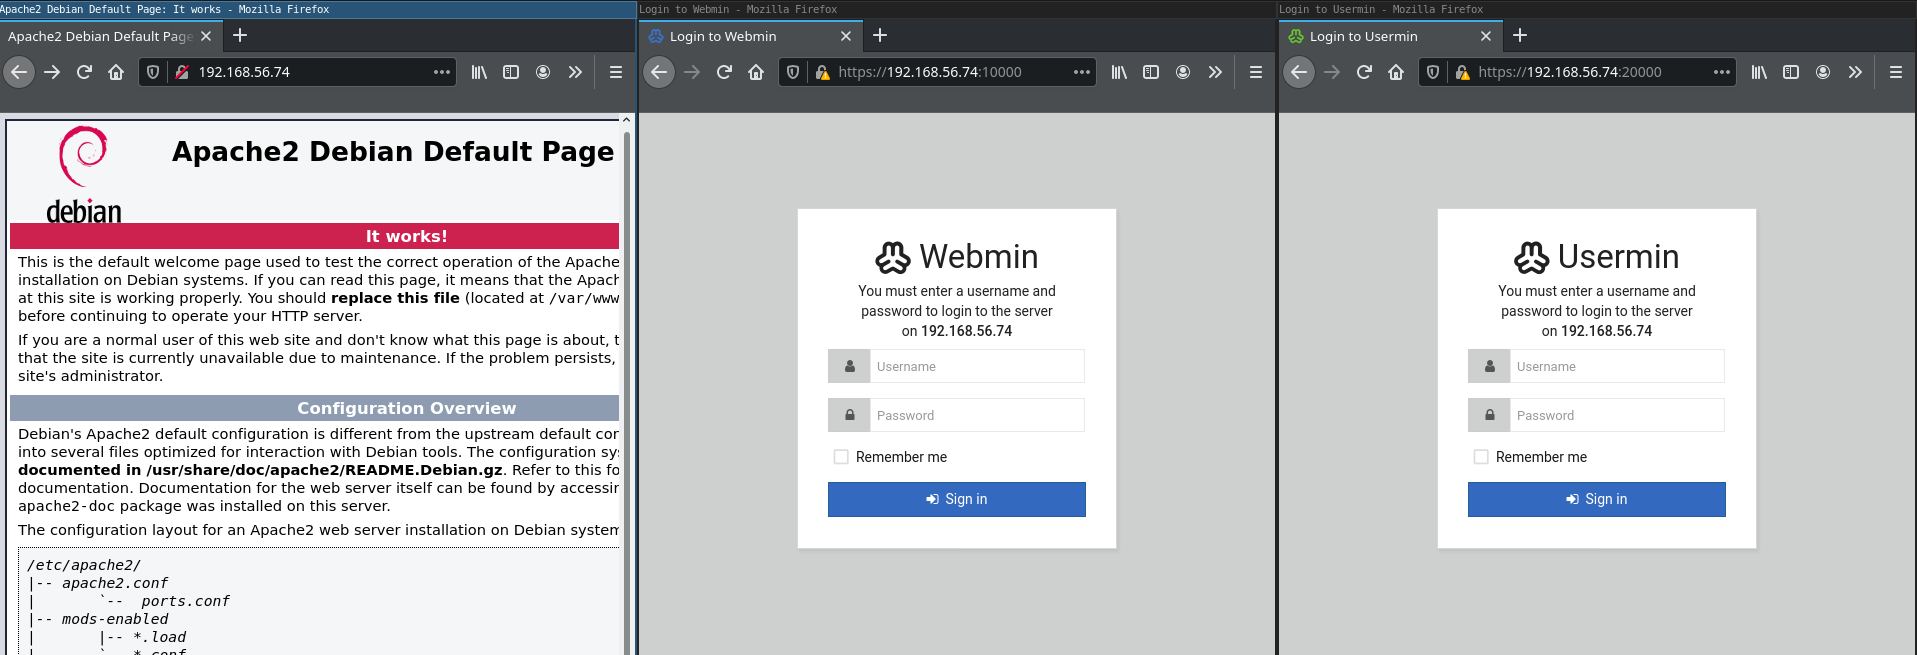 Apache2 Debian Default Page: It works - Mozilla Firefox
Apache2 Debian Default Page
192.168.56.74
debian
Apache2 Debian Default Page
It works!
This is the default welcome page used to test the correct operation of the Apache
installation on Debian systems. If you can read this page, it means that the Apach
at this site is working properly. You should replace this file (located at /var/www
before continuing to operate your HTTP server.
If you are a normal user of this web site and don't know what this page is about, t
that the site is currently unavailable due to maintenance. If the problem persists,
site's administrator.
Configuration Overview
Debian's Apache2 default configuration is different from the upstream default con
into several files optimized for interaction with Debian tools. The configuration sys
documented in /usr/share/doc/apache2/README.Debian.gz. Refer to this fo
documentation. Documentation for the web server itself can be found by accessin
apache2-doc package was installed on this server.
The configuration layout for an Apache2 web server installation on Debian system
/etc/apache2/
|-- apache2.conf
|       `--  ports.conf
|-- mods-enabled
|       |-- *.load
|       `-- *.conf
Login to Webmin - Mozilla Firefox
Login to Webmin
https://192.168.56.74:10000
Webmin
You must enter a username and
password to login to the server
on 192.168.56.74
Username
Password
Remember me
Sign in
Login to Usermin - Mozilla Firefox
Login to Usermin
https://192.168.56.74:20000
Usermin
You must enter a username and
password to login to the server
on 192.168.56.74
Username
Password
Remember me
Sign in